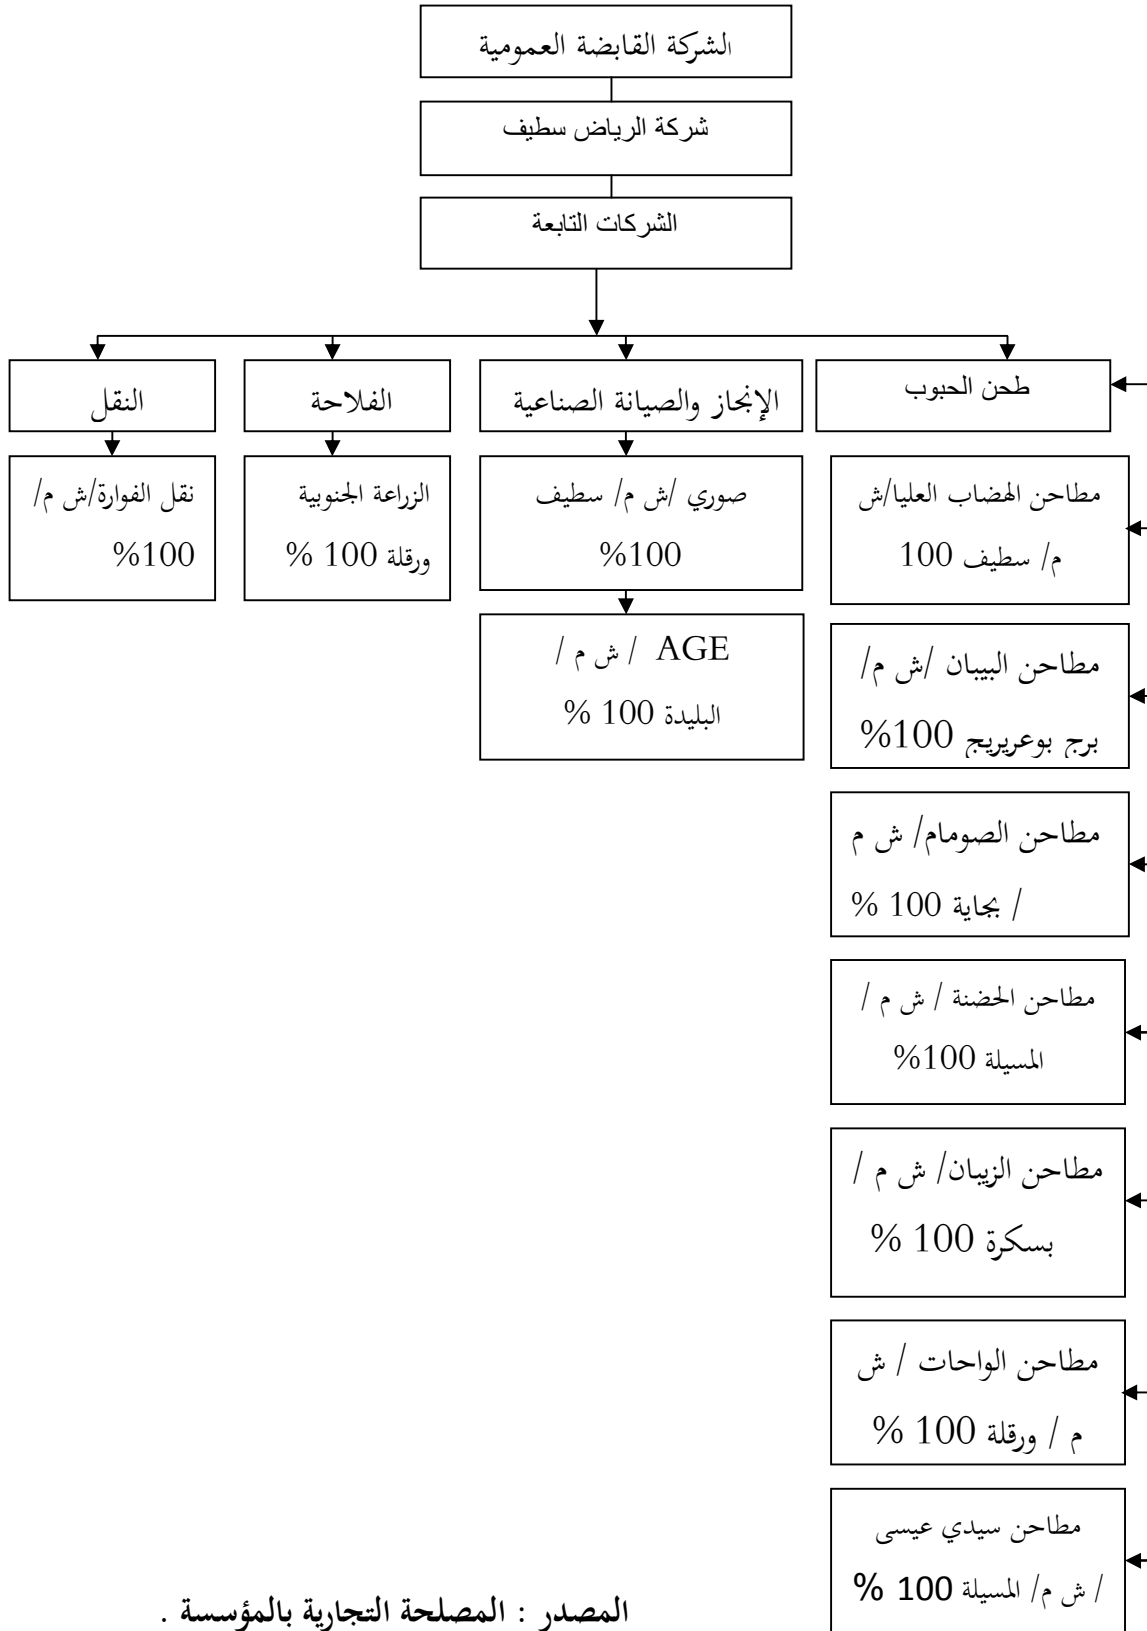 الشركة القابضة العمومية
شركة الرياض سطيف
الشركات التابعة
طحن الحبوب
الإنجاز والصيانة الصناعية
الفلاحة
النقل
مطاحن الهضاب العليا/ش
م/ سطيف 100
صوري /ش م/ سطيف
100%
الزراعة الجنوبية
ورقلة 100 %
نقل الفوارة/ش م/
100%
مطاحن البيبان /ش م/
برج بوعريريج 100%
AGE / ش م /
البليدة 100 %
مطاحن الصومام/ ش م
/ بجاية 100 %
مطاحن الحضنة / ش م /
المسيلة 100%
مطاحن الزيبان/ ش م /
بسكرة 100 %
مطاحن الواحات / ش
م / ورقلة 100 %
مطاحن سيدي عيسى
/ ش م/ المسيلة 100 %
المصدر : المصلحة التجارية بالمؤسسة .